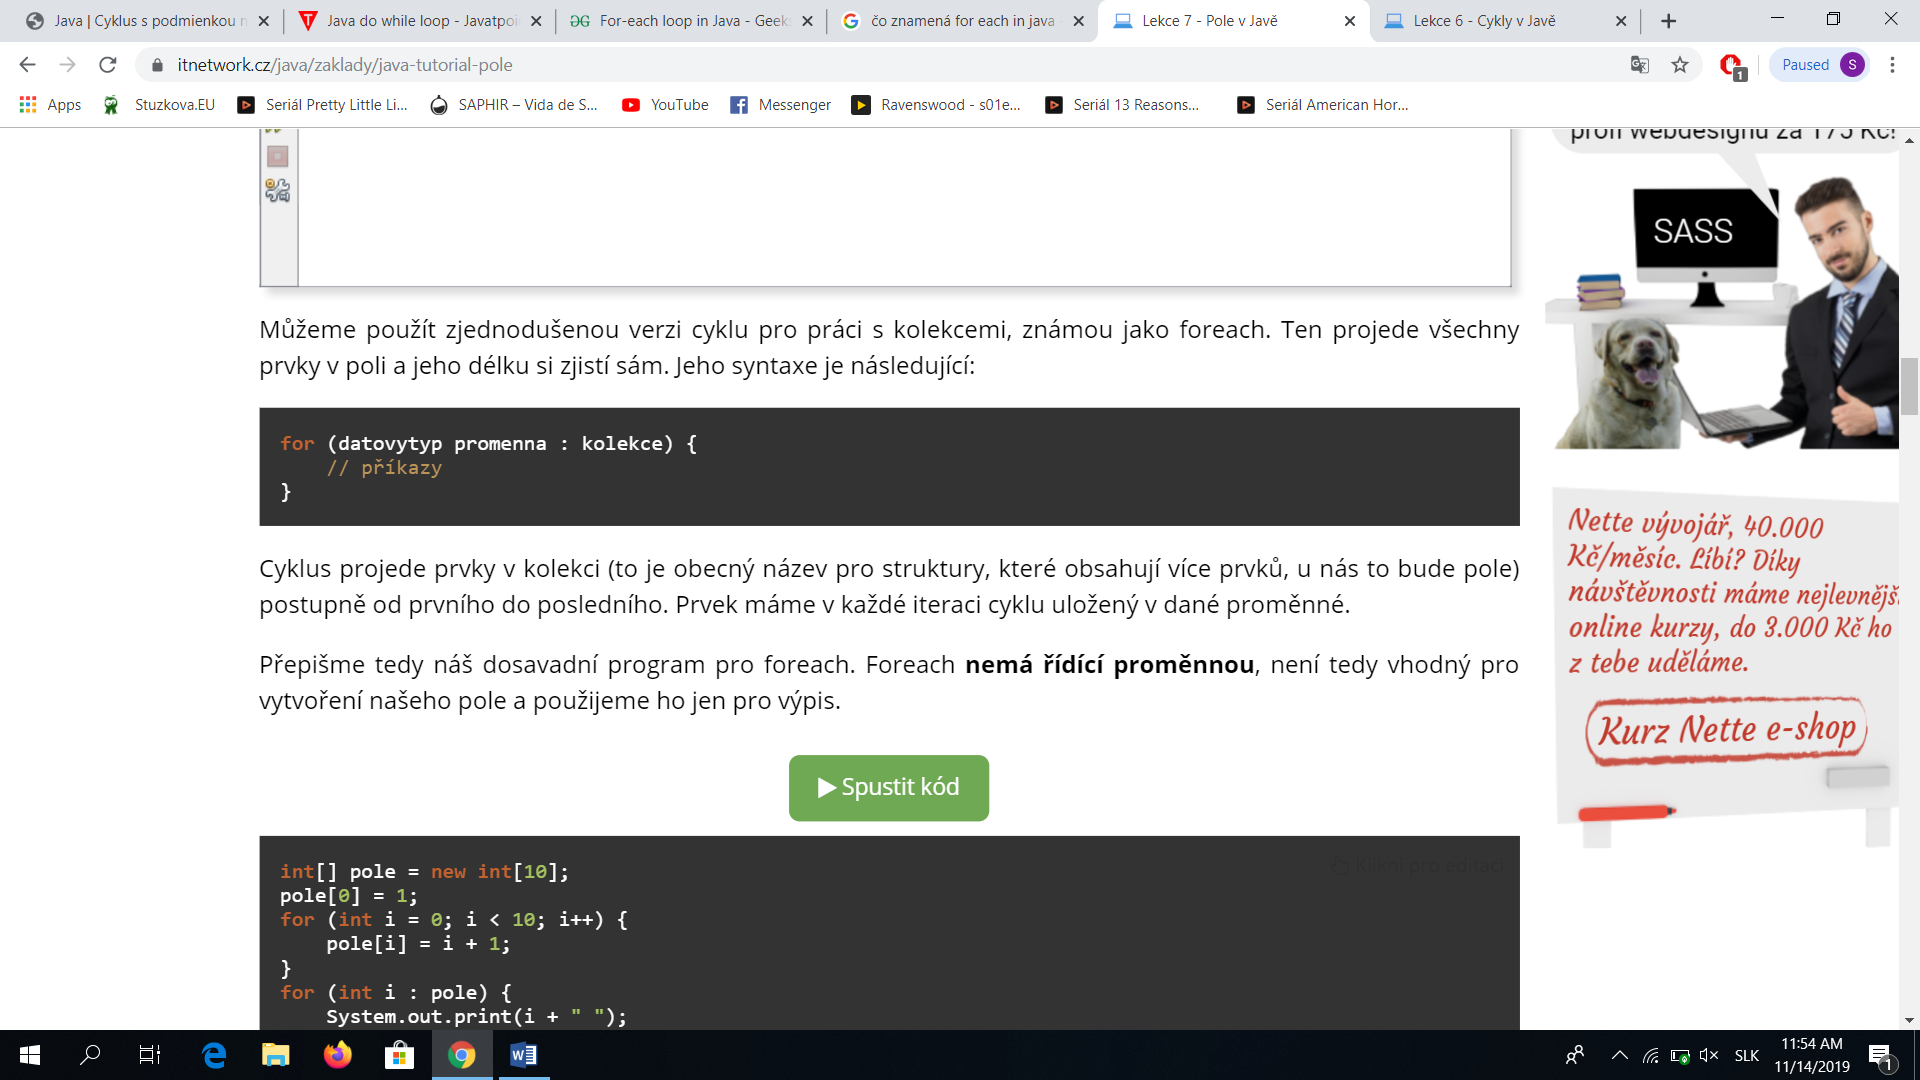 Java | Cyklus s podmienkou n
Java do while loop - Javatpoi
For-each loop in Java - Geek
čo znamená for each in java
Lekce 7 - Pole v Javě
Lekce 6 - Cykly v Javě
itnetwork.cz/java/zaklady/java-tutorial-pole
1
Paused
S
Apps
Stuzkova.EU
Seriál Pretty Little Li...
SAPHIR – Vida de S...
YouTube
Messenger
Ravenswood - s01e...
Seriál 13 Reasons...
Seriál American Hor...
profi webdesignu za 175 Kč!
SASS
Můžeme použít zjednodušenou verzi cyklu pro práci s kolekcemi, známou jako foreach. Ten projede všechny
prvky v poli a jeho délku si zjistí sám. Jeho syntaxe je následující:
for (datovytyp promenna : kolekce) {
// příkazy
}
Cyklus projede prvky v kolekci (to je obecný název pro struktury, které obsahují více prvků, u nás to bude pole)
postupně od prvního do posledního. Prvek máme v každé iteraci cyklu uložený v dané proměnné.
Přepišme tedy náš dosavadní program pro foreach. Foreach nemá řídící proměnnou, není tedy vhodný pro
vytvoření našeho pole a použijeme ho jen pro výpis.
Spustit kód
Klikni pro editaci
int[] pole = new int[10];
pole[0] = 1;
for (int i = 0; i < 10; i++) {
pole[i] = i + 1;
}
for (int i : pole) {
System.out.print(i + " ");
Nette vývojář, 40.000
Kč/měsíc. Líbí? Díky
návštěvnosti máme nejlevnějš
online kurzy, do 3.000 Kč ho
z tebe uděláme.
Kurz Nette e-shop
SLK
11:54 AM
11/14/2019
1